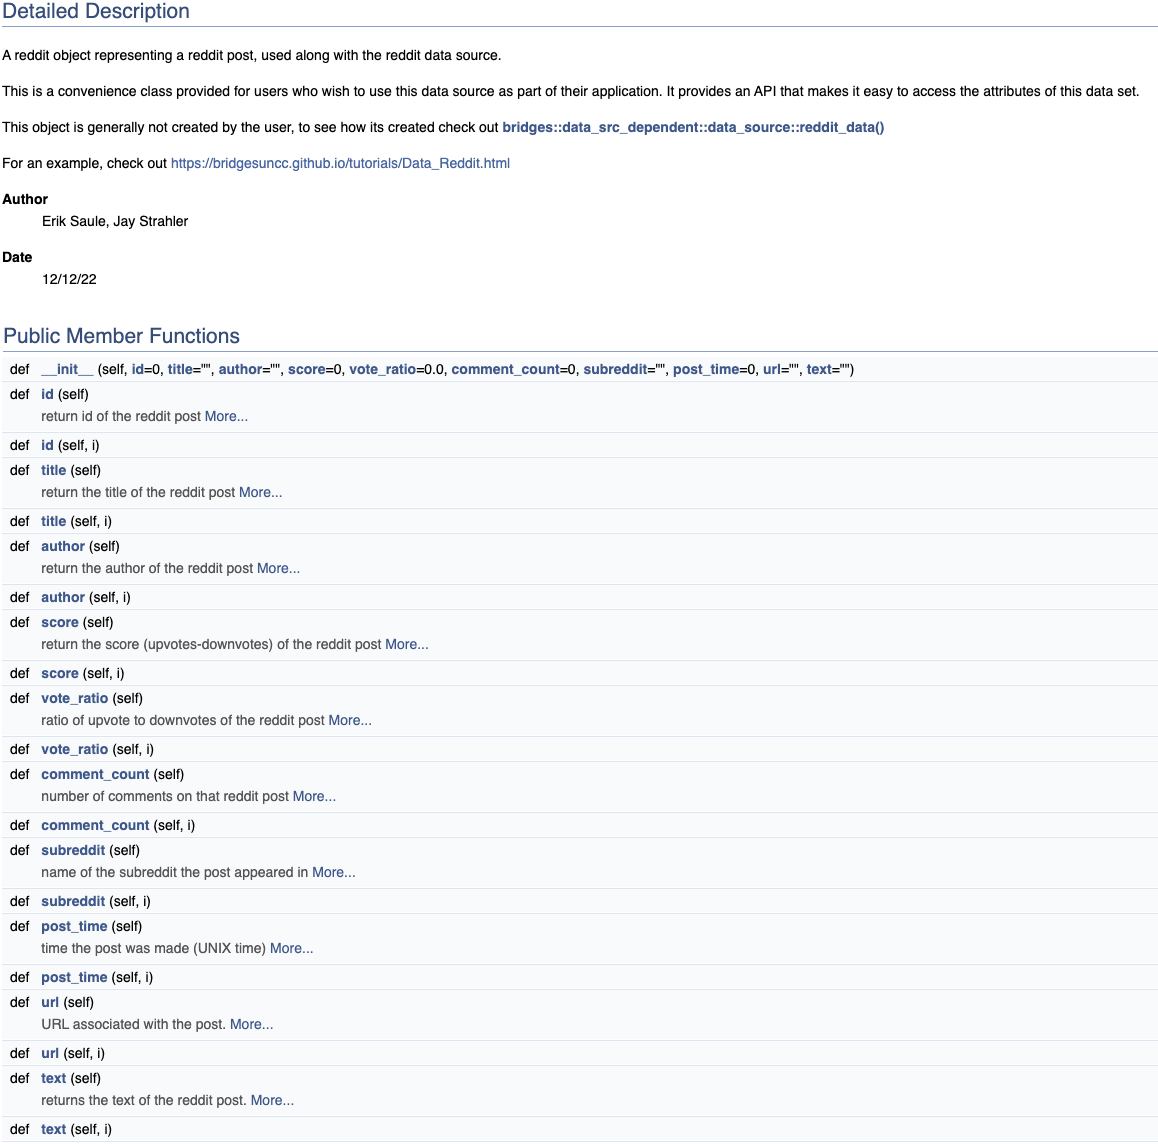 Detailed Description
A reddit object representing a reddit post, used along with the reddit data source.
This is a convenience class provided for users who wish to use this data source as part of their application. It provides an API that makes it easy to access the attributes of this data set.
This object is generally not created by the user, to see how its created check out bridges::data_src_dependent::data_source::reddit_data()
For an example, check out https://bridgesuncc.github.io/tutorials/Data_Reddit.html
Author
Erik Saule, Jay Strahler
Date
12/12/22
Public Member Functions
def __init__ (self, id=0, title="", author="", score=0, vote_ratio=0.0, comment_count=0, subreddit="", post_time=0, url="", text="")
def id (self)
return id of the reddit post More...
def id (self, i)
def title (self)
return the title of the reddit post More...
def title (self, i)
def author (self)
return the author of the reddit post More...
def author (self, i)
def score (self)
return the score (upvotes-downvotes) of the reddit post More...
def score (self, i)
def vote_ratio (self)
ratio of upvote to downvotes of the reddit post More...
def vote_ratio (self, i)
def comment_count (self)
number of comments on that reddit post More...
def comment_count (self, i)
def subreddit (self)
name of the subreddit the post appeared in More...
def subreddit (self, i)
def post_time (self)
time the post was made (UNIX time) More...
def post_time (self, i)
def url (self)
URL associated with the post. More...
def url (self, i)
def text (self)
returns the text of the reddit post. More...
def text (self, i)